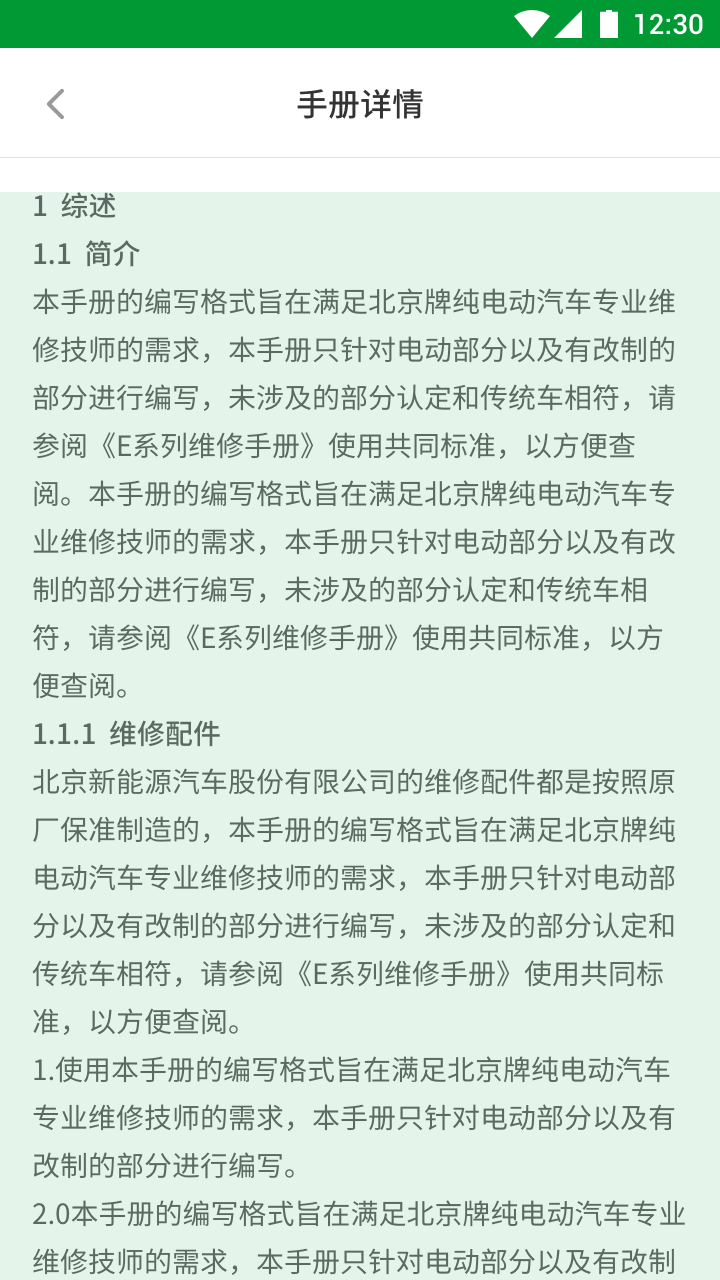 12:30
手册详情
1 综述
1.1 简介
本手册的编写格式旨在满足北京牌纯电动汽车专业维
修技师的需求，本手册只针对电动部分以及有改制的
部分进行编写，未涉及的部分认定和传统车相符，请
参阅《E系列维修手册》使用共同标准，以方便查
阅。本手册的编写格式旨在满足北京牌纯电动汽车专
业维修技师的需求，本手册只针对电动部分以及有改
制的部分进行编写，未涉及的部分认定和传统车相
符，请参阅《E系列维修手册》使用共同标准，以方
便查阅。
1.1.1 维修配件
北京新能源汽车股份有限公司的维修配件都是按照原
厂保准制造的，本手册的编写格式旨在满足北京牌纯
电动汽车专业维修技师的需求，本手册只针对电动部
分以及有改制的部分进行编写，未涉及的部分认定和
传统车相符，请参阅《E系列维修手册》使用共同标
准，以方便查阅。
1.使用本手册的编写格式旨在满足北京牌纯电动汽车
专业维修技师的需求，本手册只针对电动部分以及有
改制的部分进行编写。
2.0本手册的编写格式旨在满足北京牌纯电动汽车专业
维修技师的需求，本手册只针对电动部分以及有改制